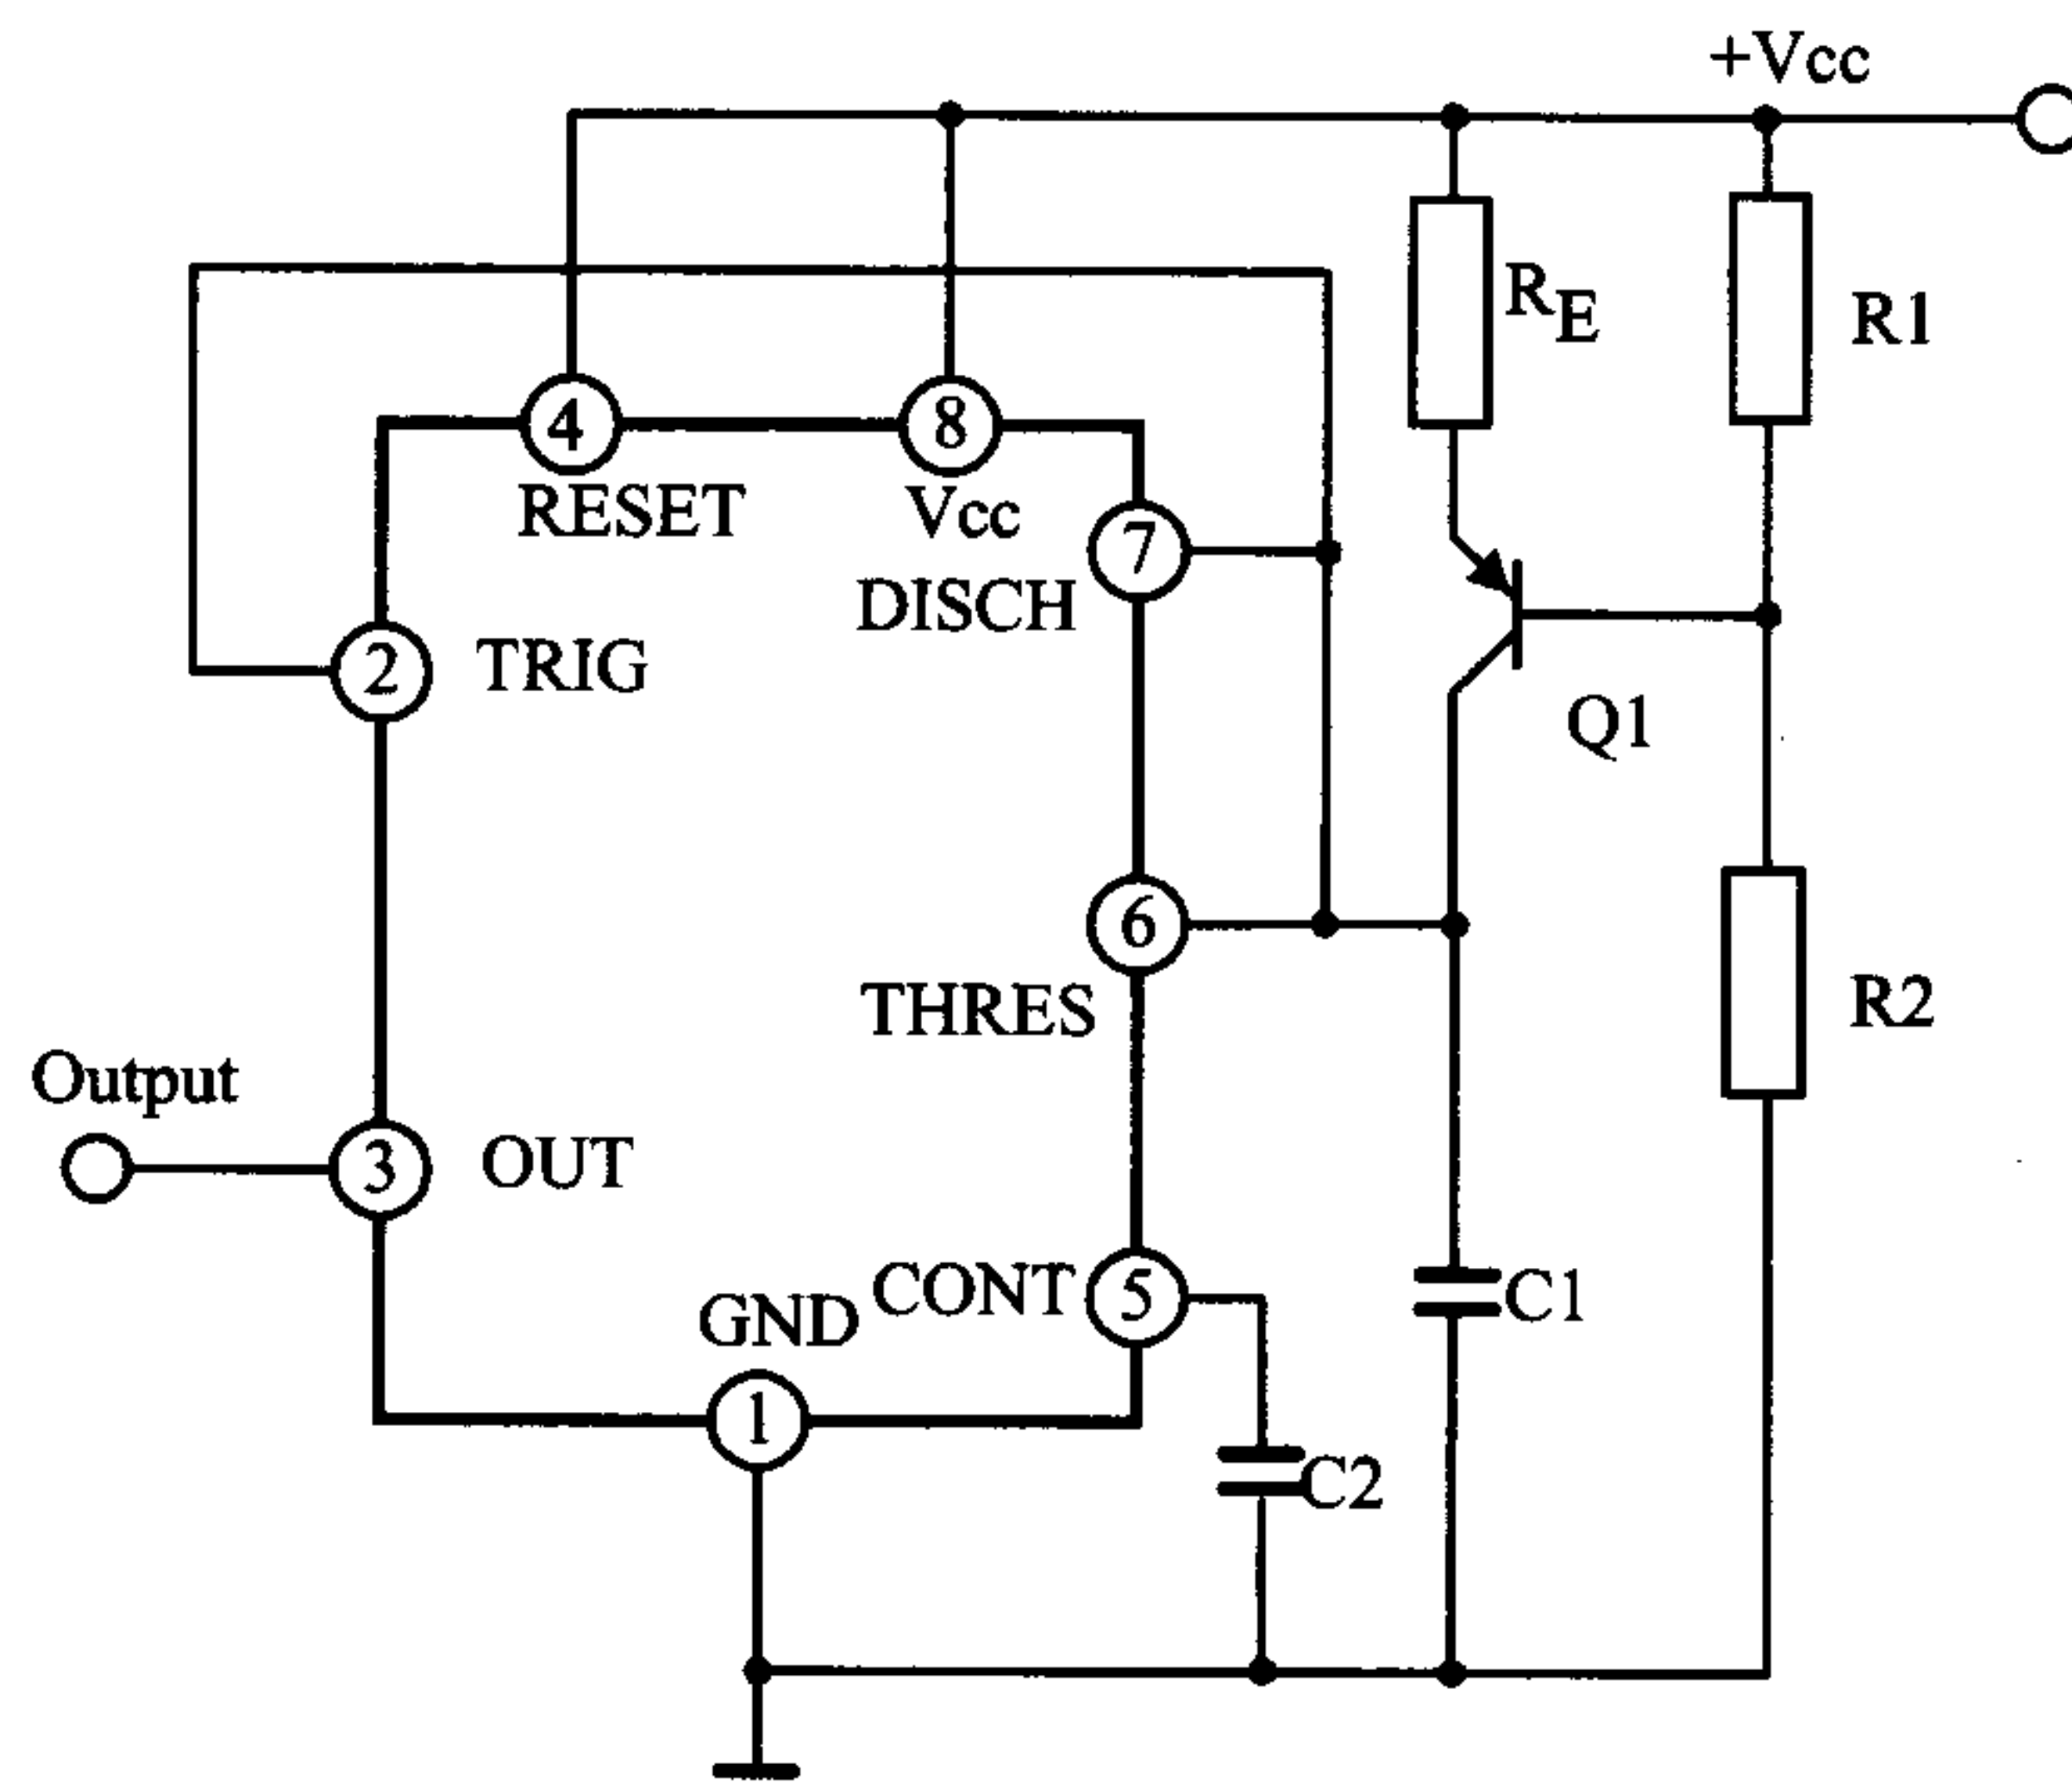 +Vcc
RE
R1
4
8
RESET
Vcc
7
DISCH
2
TRIG
Q1
6
THRES
R2
Output
3
OUT
CONT
5
C1
GND
1
C2